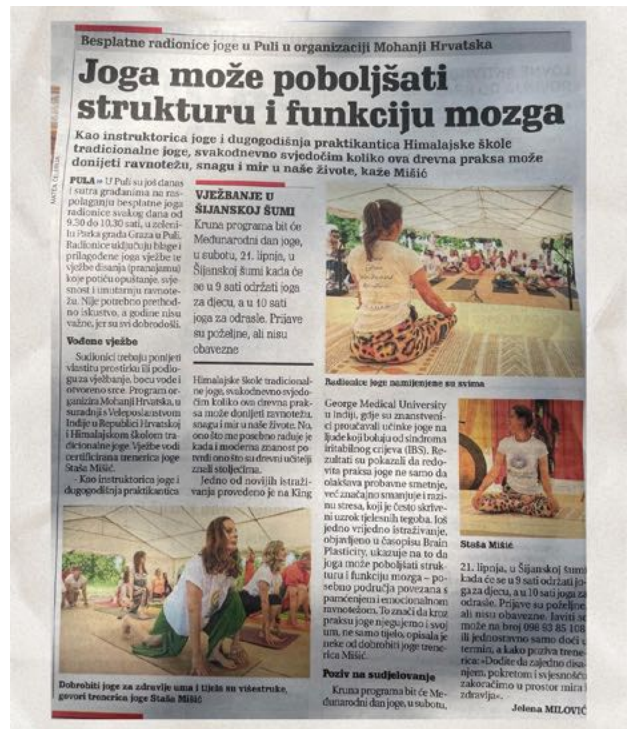 Besplatne radionice joge u Puli u organizaciji Mohanji Hrvatska
Joga može poboljšati
strukturu i funkciju mozga
Kao instruktorica joge i dugogodišnja praktikantica Himalajske škole
tradicionalne joge, svakodnevno svjedočim koliko ova drevna praksa može
donijeti ravnotežu, snagu i mir u naše živote, kaže Mišić
PULA » U Puli su još danas
i sutra građanima na ras-
polaganju besplatne joga
radionice svakog dana od
9.30 do 10.30 sati, u zeleni-
lu Parka grada Graza u Puli.
Radionice uključuju blage i
prilagođene joga vježbe te
vježbe disanja (pranajamu)
koje potiču opuštanje, svje-
snost i unutarnju ravnote-
žu. Nije potrebno prethod-
no iskustvo, a godine nisu
važne, jer su svi dobrodošli.
Vođene vježbe
Sudionici trebaju ponijeti
vlastitu prostirku ili podlo-
gu za vježbanje, bocu vode i
otvoreno srce. Program or-
ganizira Mohanji Hrvatska, u
suradnji s Veleposlanstvom
Indije u Republici Hrvatskoj
i Himalajskom školom tra-
dicionalne joge. Vježbe vodi
certificirana trenerica joge
Staša Mišić.
- Kao instruktorica joge i
dugogodišnja praktikantica
VJEŽBANJE U
ŠIJANSKOJ ŠUMI
Kruna programa bit će
Međunarodni dan joge,
u subotu, 21. lipnja, u
Šijanskoj šumi kada će
se u 9 sati održati joga
za djecu, a u 10 sati
joga za odrasle. Prijave
su poželjne, ali nisu
obavezne
Himalajske škole tradicional-
ne joge, svakodnevno svjedo-
čim koliko ova drevna prak-
sa može donijeti ravnotežu,
snagu i mir u naše živote. No,
ono što me posebno raduje je
kada i moderna znanost po-
tvrdi ono što su drevni učitelji
znali stoljećima.
Jedno od novijih istraži-
vanja provedeno je na King
Radionice joge namijenjene su svima
George Medical University
u Indiji, gdje su znanstveni-
ci proučavali učinke joge na
ljude koji boluju od sindroma
iritabilnog crijeva (IBS). Re-
zultati su pokazali da redo-
vita praksa joge ne samo da
olakšava probavne smetnje,
već značajno smanjuje i razi-
nu stresa, koji je često skrive-
ni uzrok tjelesnih tegoba. Još
jedno vrijedno istraživanje,
objavljeno u časopisu Brain
Plasticity, ukazuje na to da
joga može poboljšati struk-
turu i funkciju mozga – po-
sebno područja povezana s
pamćenjem i emocionalnom
ravnotežom. To znači da kroz
praksu joge njegujemo i svoj
um, ne samo tijelo, opisala je
neke od dobrobiti joge trene-
rica Mišić.
Poziv na sudjelovanje
Kruna programa bit će Me-
đunarodni dan joge, u subotu,
Staša Mišić
21. lipnja, u Šijanskoj šumi
kada će se u 9 sati održati jo-
ga za djecu, a u 10 sati joga za
odrasle. Prijave su poželjne,
ali nisu obavezne. Javiti se
može na broj 098 93 85 108
ili jednostavno samo doći u
termin, a kako poziva trene-
rica: »Dođite da zajedno disa-
njem, pokretom i svjesnošću
zakoračimo u prostor mira i
zdravlja«.
Jelena MILOVIĆ
Dobrobiti joge za zdravlje uma i tijela su višestruke,
govori trenerica joge Staša Mišić